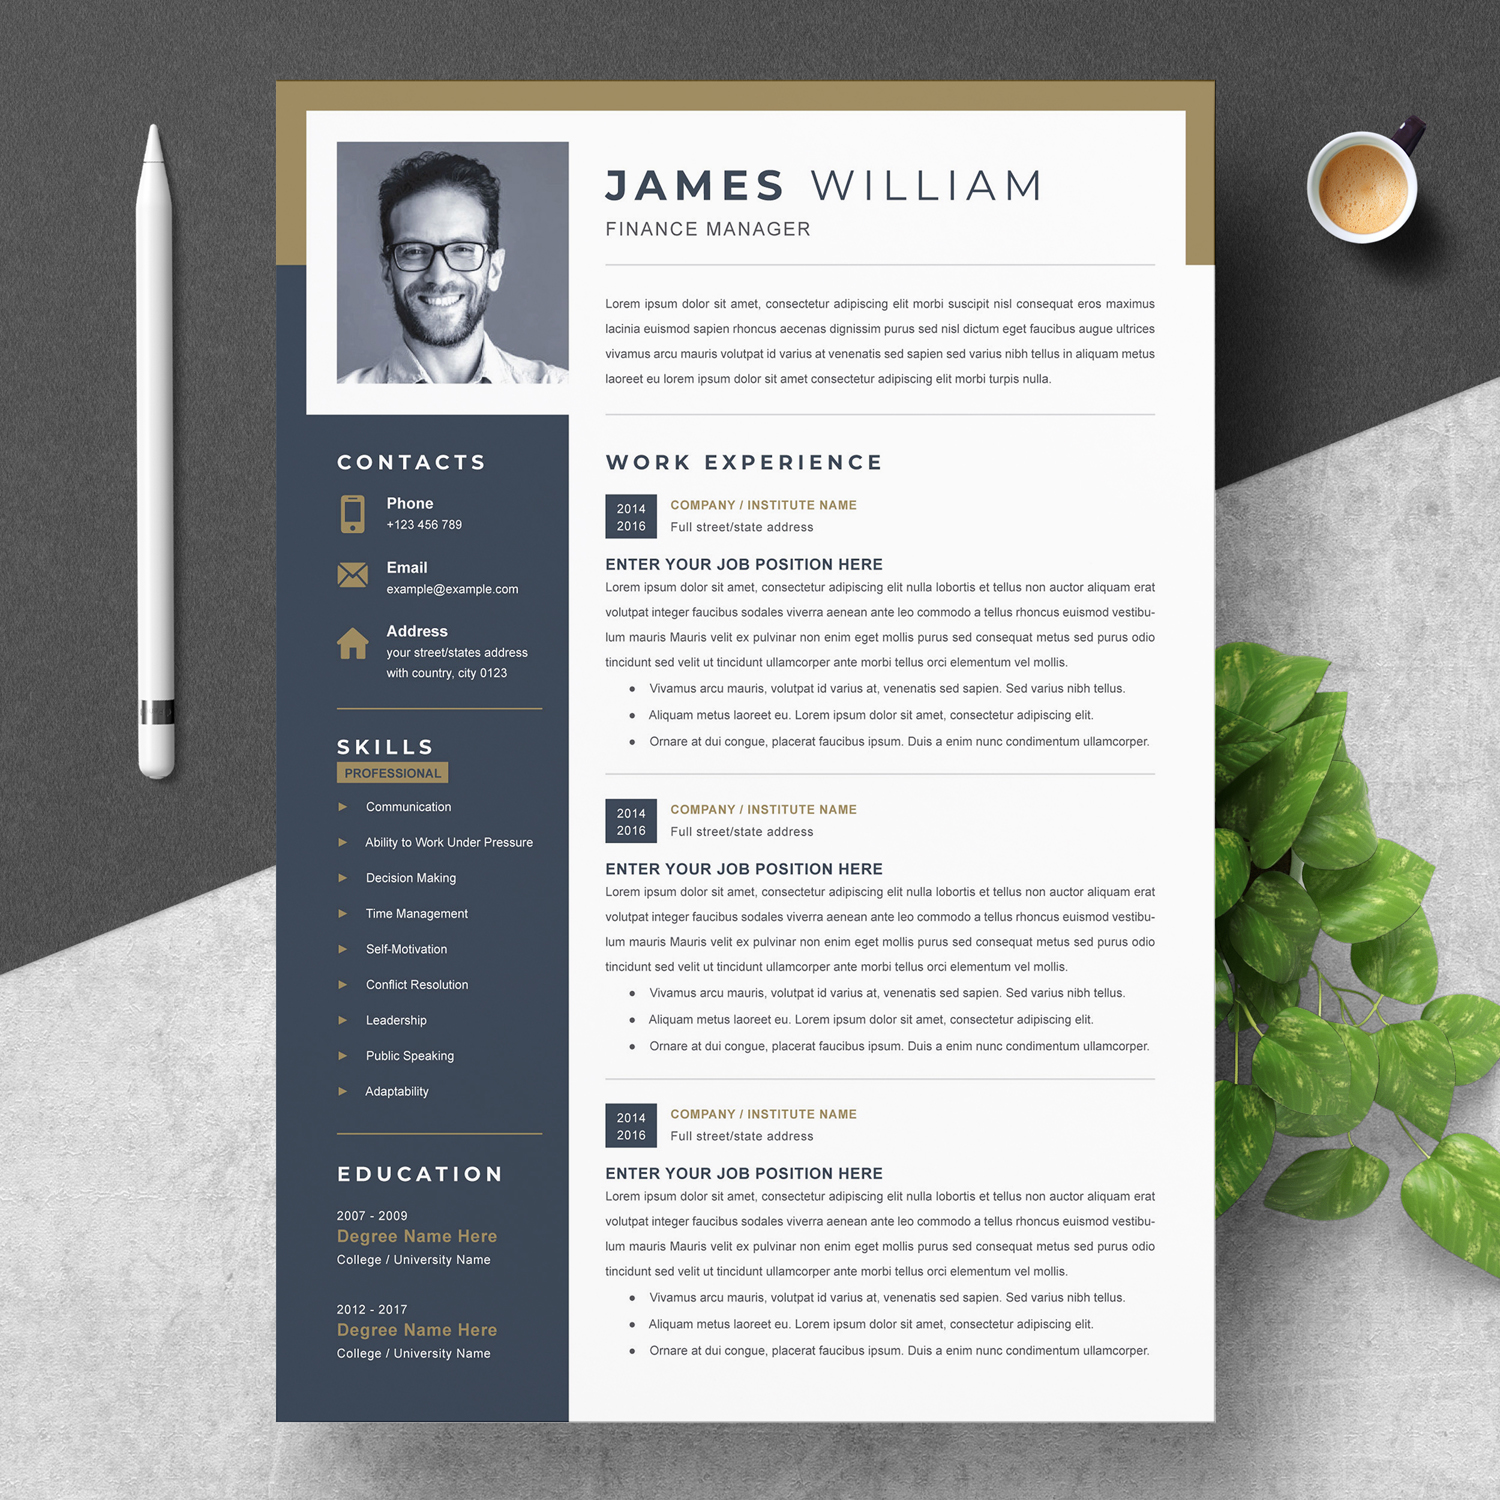 JAMES WILLIAM
FINANCE MANAGER
Lorem ipsum dolor sit amet, consectetur adipiscing elit morbi suscipit nisl consequat eros maximus
lacinia euismod sapien rhoncus aecenas dignissim purus sed nisl dictum eget faucibus augue ultrices
vivamus arcu mauris volutpat id varius at venenatis sed sapien sed varius nibh tellus in aliquam metus
laoreet eu lorem ipsum dolor sit amet consectetur adipiscing elit morbi turpis nulla.
CONTACTS
Phone
+123 456 789
Email
example@example.com
Address
your street/states address
with country, city 0123
SKILLS
PROFESSIONAL
Communication
Ability to Work Under Pressure
Decision Making
Time Management
Self-Motivation
Conflict Resolution
Leadership
Public Speaking
Adaptability
EDUCATION
2007 - 2009
Degree Name Here
College / University Name
2012 - 2017
Degree Name Here
College / University Name
WORK EXPERIENCE
2014
2016
COMPANY / INSTITUTE NAME
Full street/state address
ENTER YOUR JOB POSITION HERE
Lorem ipsum dolor sit amet, consectetur adipiscing elit nulla lobortis et tellus non auctor aliquam erat
volutpat integer faucibus sodales viverra aenean ante leo commodo a tellus rhoncus euismod vestibu-
lum mauris Mauris velit ex pulvinar non enim eget mollis purus sed consequat metus sed purus odio
tincidunt sed velit ut tincidunt ullamcorper ante morbi tellus orci elementum vel mollis.
● Vivamus arcu mauris, volutpat id varius at, venenatis sed sapien. Sed varius nibh tellus.
● Aliquam metus laoreet eu. Lorem ipsum dolor sit amet, consectetur adipiscing elit.
● Ornare at dui congue, placerat faucibus ipsum. Duis a enim nunc condimentum ullamcorper.
2014
2016
COMPANY / INSTITUTE NAME
Full street/state address
ENTER YOUR JOB POSITION HERE
Lorem ipsum dolor sit amet, consectetur adipiscing elit nulla lobortis et tellus non auctor aliquam erat
volutpat integer faucibus sodales viverra aenean ante leo commodo a tellus rhoncus euismod vestibu-
lum mauris Mauris velit ex pulvinar non enim eget mollis purus sed consequat metus sed purus odio
tincidunt sed velit ut tincidunt ullamcorper ante morbi tellus orci elementum vel mollis.
● Vivamus arcu mauris, volutpat id varius at, venenatis sed sapien. Sed varius nibh tellus.
● Aliquam metus laoreet eu. Lorem ipsum dolor sit amet, consectetur adipiscing elit.
● Ornare at dui congue, placerat faucibus ipsum. Duis a enim nunc condimentum ullamcorper.
2014
2016
COMPANY / INSTITUTE NAME
Full street/state address
ENTER YOUR JOB POSITION HERE
Lorem ipsum dolor sit amet, consectetur adipiscing elit nulla lobortis et tellus non auctor aliquam erat
volutpat integer faucibus sodales viverra aenean ante leo commodo a tellus rhoncus euismod vestibu-
lum mauris Mauris velit ex pulvinar non enim eget mollis purus sed consequat metus sed purus odio
tincidunt sed velit ut tincidunt ullamcorper ante morbi tellus orci elementum vel mollis.
● Vivamus arcu mauris, volutpat id varius at, venenatis sed sapien. Sed varius nibh tellus.
● Aliquam metus laoreet eu. Lorem ipsum dolor sit amet, consectetur adipiscing elit.
● Ornare at dui congue, placerat faucibus ipsum. Duis a enim nunc condimentum ullamcorper.